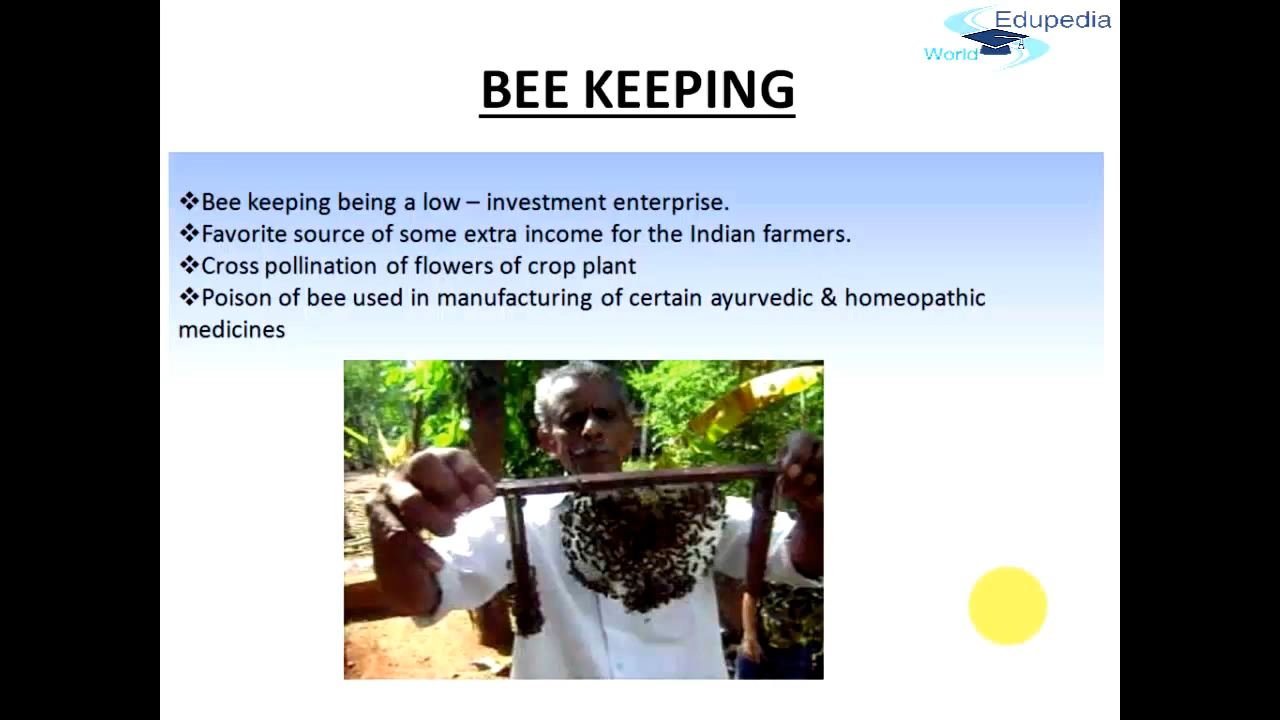 Edupedia
World
BEE KEEPING
❖Bee keeping being a low – investment enterprise.
❖Favorite source of some extra income for the Indian farmers.
❖Cross pollination of flowers of crop plant
❖Poison of bee used in manufacturing of certain ayurvedic & homeopathic
medicines